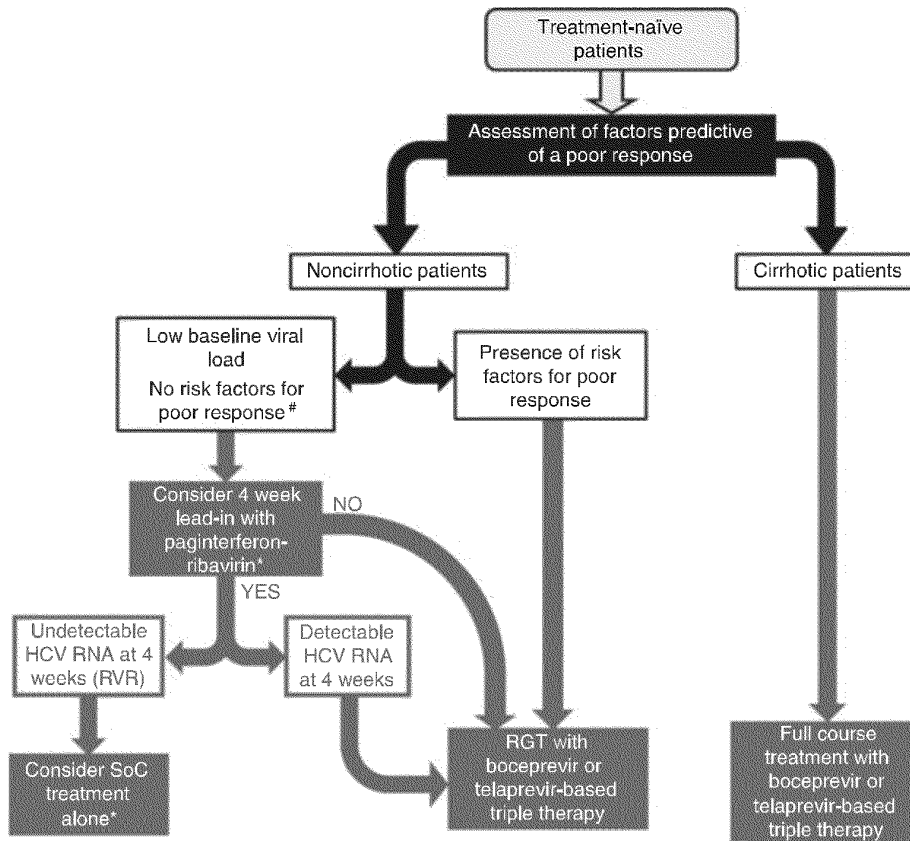 Treatment-naïve
patients
Assessment of factors predictive
of a poor response
Noncirrhotic patients
Cirrhotic patients
Low baseline viral
load
No risk factors for
poor response#
Presence of risk
factors for poor
response
Consider 4 week
lead-in with
paginterferon-
ribavirin*
NO
YES
Undetectable
HCV RNA at 4
weeks (RVR)
Detectable
HCV RNA
at 4 weeks
Consider SoC
treatment
alone*
RGT with
boceprevir or
telaprevir-based
triple therapy
Full course
treatment with
boceprevir or
telaprevir-based
triple therapy